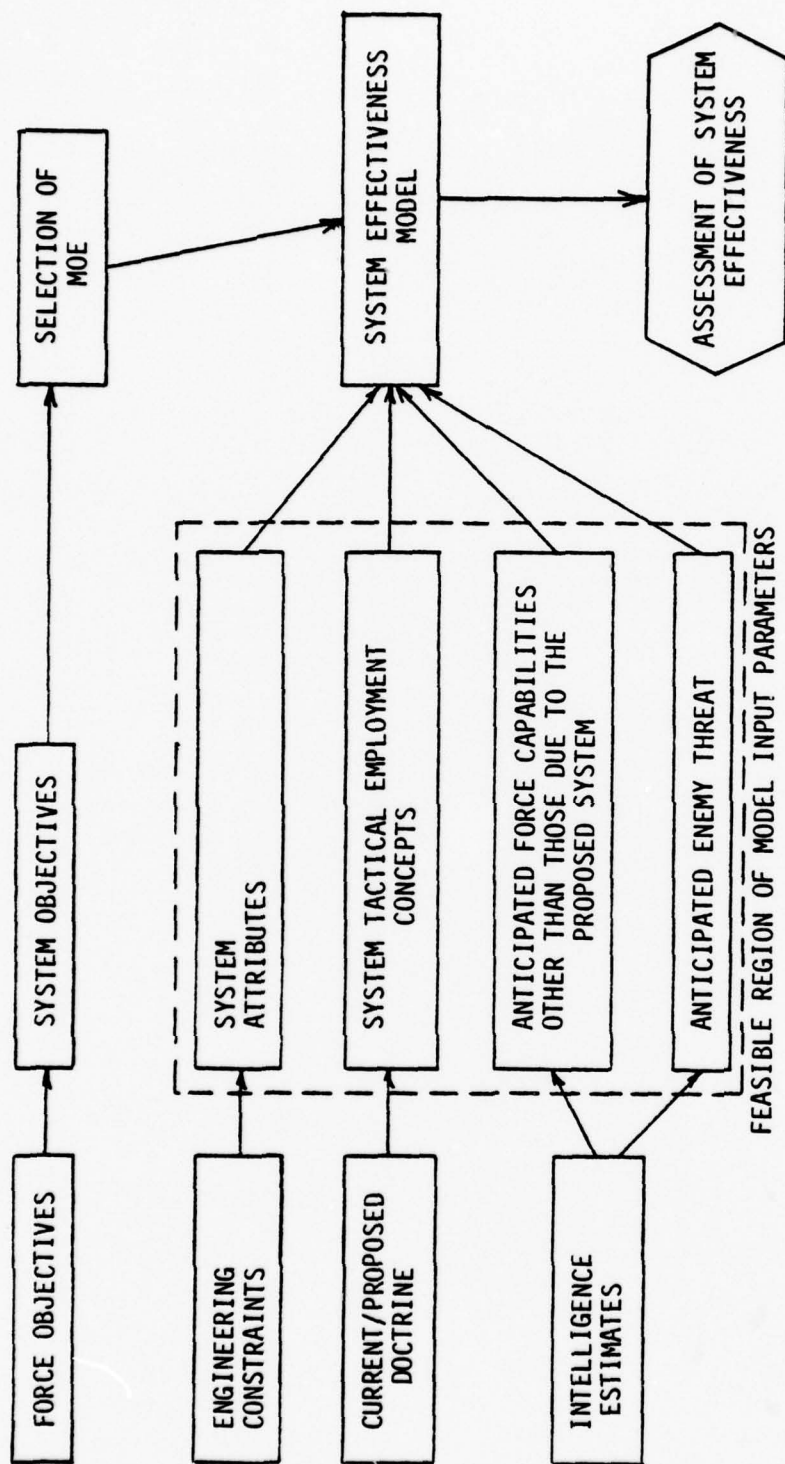 FORCE OBJECTIVES
SYSTEM OBJECTIVES
SELECTION OF
MOE
ENGINEERING
CONSTRAINTS
SYSTEM
ATTRIBUTES
CURRENT/PROPOSED
DOCTRINE
SYSTEM TACTICAL EMPLOYMENT
CONCEPTS
SYSTEM EFFECTIVENESS
MODEL
INTELLIGENCE
ESTIMATES
ANTICIPATED FORCE CAPABILITIES
OTHER THAN THOSE DUE TO THE
PROPOSED SYSTEM
ANTICIPATED ENEMY THREAT
FEASIBLE REGION OF MODEL INPUT PARAMETERS
ASSESSMENT OF SYSTEM
EFFECTIVENESS